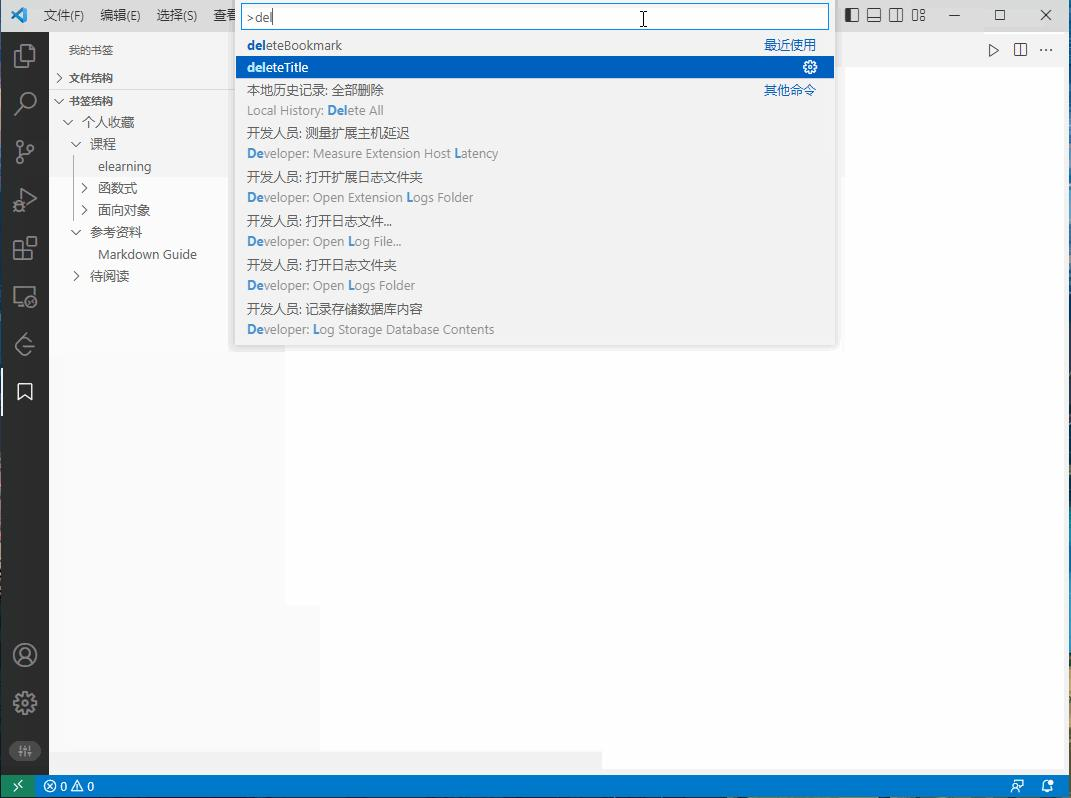 文件(F) 编辑(E) 选择(S) 查看
>del
deleteBookmark 最近使用
deleteTitle
本地历史记录: 全部删除 其他命令
Local History: Delete All
开发人员: 测量扩展主机延迟
Developer: Measure Extension Host Latency
开发人员: 打开扩展日志文件夹
Developer: Open Extension Logs Folder
开发人员: 打开日志文件...
Developer: Open Log File...
开发人员: 打开日志文件夹
Developer: Open Logs Folder
开发人员: 记录存储数据库内容
Developer: Log Storage Database Contents
我的书签
文件结构
书签结构
个人收藏
课程
elearning
函数式
面向对象
参考资料
Markdown Guide
待阅读
0 0